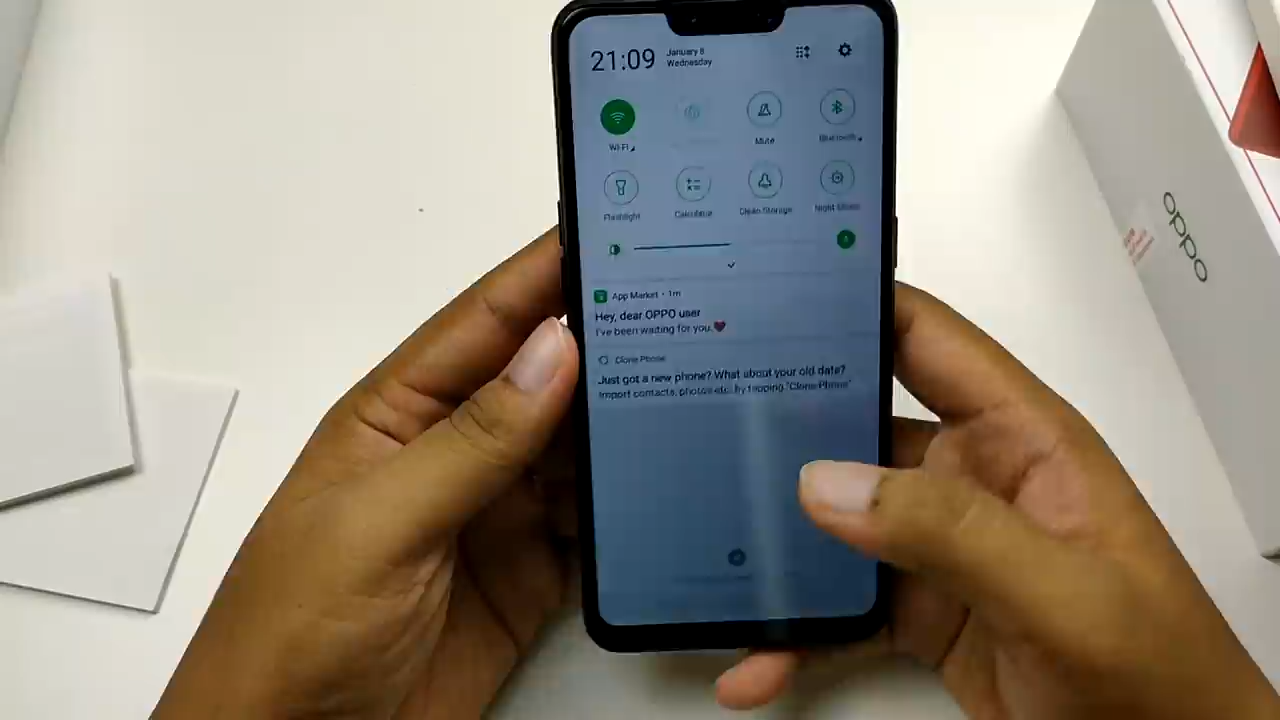 21:09
January 8
Wednesday
Wi-Fi
Mute
Bluetooth
Flashlight
Calculator
Clean Storage
Night Shield
App Market • 1m
Hey, dear OPPO user
I've been waiting for you.❤
Clone Phone
Just got a new phone? What about your old data?
Import contacts, photos etc. by tapping "Clone Phone"
oppo